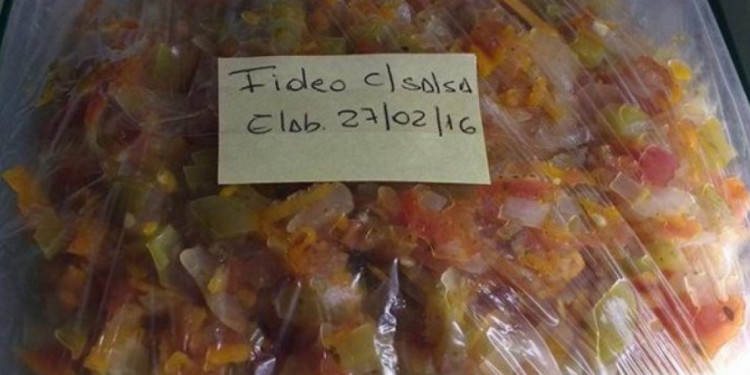 Fideo c/salsa
Elab. 27/02/16